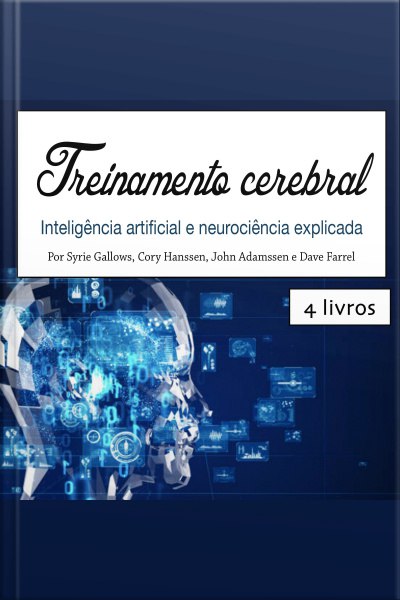 Treinamento cerebral
Inteligência artificial e neurociência explicada
Por Syrie Gallows, Cory Hanssen, John Adamssen e Dave Farrel
4 livros